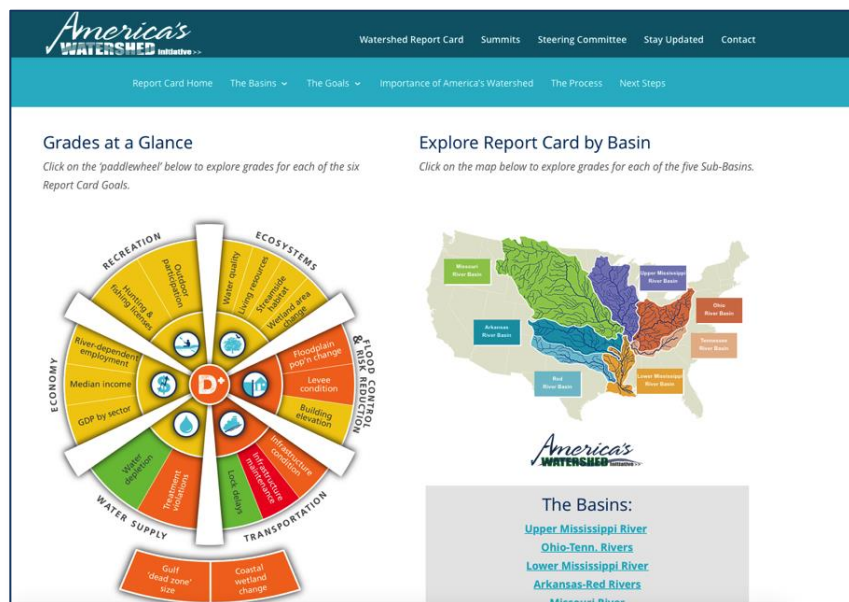 America's
WATERSHED Initiative >>
Watershed Report Card Summits Steering Committee Stay Updated Contact
Report Card Home The Basins The Goals Importance of America's Watershed The Process Next Steps
Grades at a Glance
Click on the 'paddlewheel' below to explore grades for each of the six
Report Card Goals.
RECREATION
Hunting &
fishing licenses
Outdoor
participation
ECOSYSTEMS
Water quality
Living resources
Streamside
habitat
Wetland area
change
FLOOD CONTROL
& RISK REDUCTION
Floodplain
pop'n change
Levee
condition
Building
elevation
TRANSPORTATION
Infrastructure
condition
Infrastructure
maintenance
Lock delays
WATER SUPPLY
Treatment
violations
Water
depletion
ECONOMY
GDP by sector
Median income
River-dependent
employment
$
D+
Gulf
'dead zone'
size
Coastal
wetland
change
Explore Report Card by Basin
Click on the map below to explore grades for each of the five Sub-Basins.
Missouri
River Basin
Upper Mississippi
River Basin
Ohio
River Basin
Tennessee
River Basin
Arkansas
River Basin
Red
River Basin
Lower Mississippi
River Basin
America's
WATERSHED Initiative
The Basins:
Upper Mississippi River
Ohio-Tenn. Rivers
Lower Mississippi River
Arkansas-Red Rivers
Missouri River